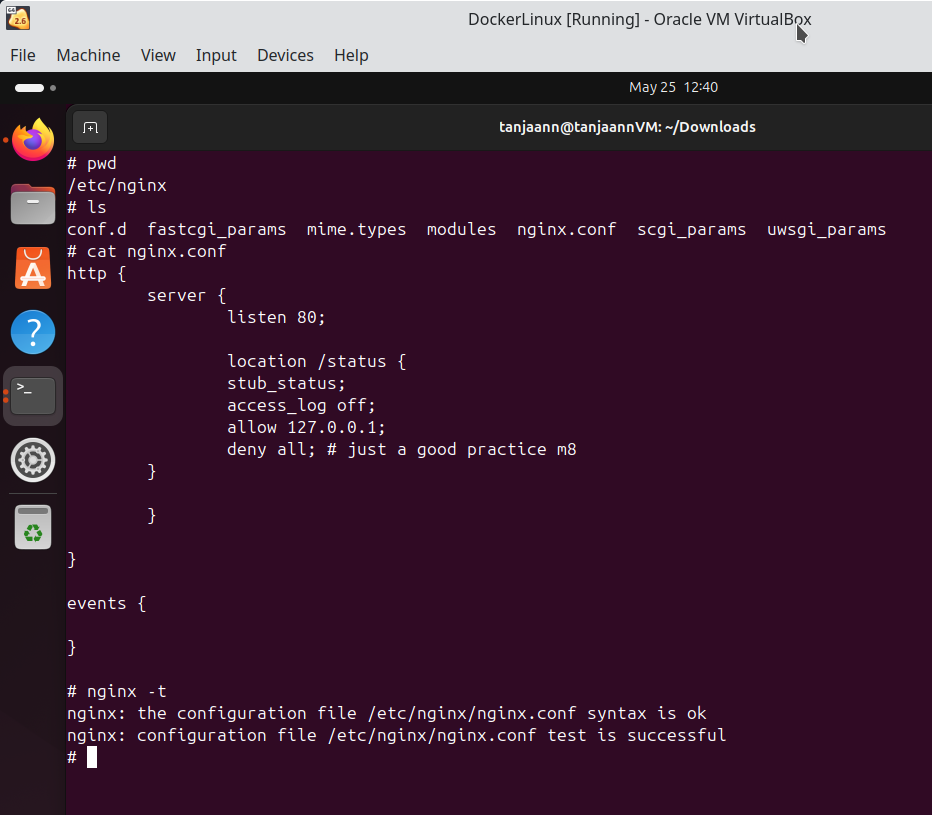 64
2.6
DockerLinux [Running] - Oracle VM VirtualBox
File Machine View Input Devices Help
May 25 12:40
tanjaann@tanjaannVM: ~/Downloads
# pwd
/etc/nginx
# ls
conf.d fastcgi_params mime.types modules nginx.conf scgi_params uwsgi_params
# cat nginx.conf
http {
server {
listen 80;
location /status {
stub_status;
access_log off;
allow 127.0.0.1;
deny all; # just a good practice m8
}
}
}
events {
}
# nginx -t
nginx: the configuration file /etc/nginx/nginx.conf syntax is ok
nginx: configuration file /etc/nginx/nginx.conf test is successful
#